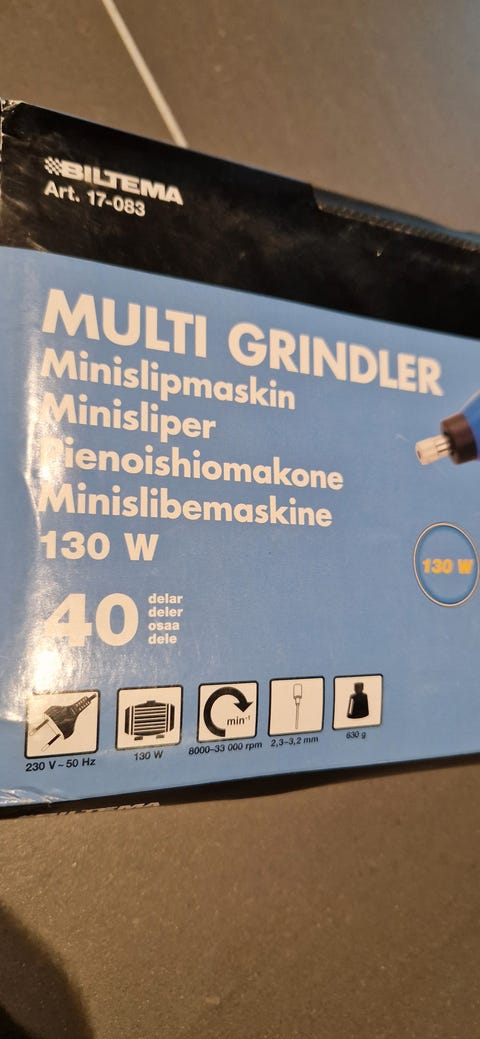 BILTEMA
Art. 17-083
MULTI GRINDLER
Minislipmaskin
Minisliper
Pienoishiomakone
Minislibemaskine
130 W
130 W
40
delar
deler
osaa
dele
min-1
230 V ~ 50 Hz
130 W
8000-33 000 rpm
2,3-3,2 mm
630 g
BILTEMA